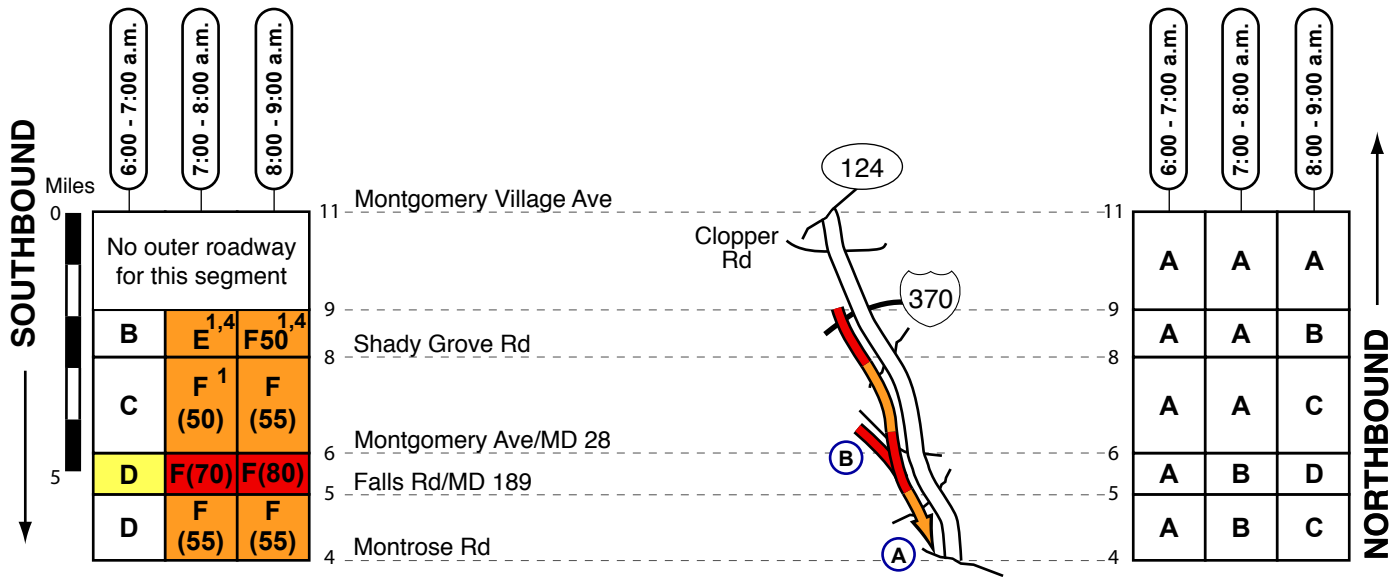 SOUTHBOUND
Miles
0
5
6:00 - 7:00 a.m.
7:00 - 8:00 a.m.
8:00 - 9:00 a.m.
No outer roadway
for this segment
B E 1,4 F50 1,4
C F 1 (50) F (55)
D F(70) F(80)
D F (55) F (55)
11 Montgomery Village Ave
9
8 Shady Grove Rd
6 Montgomery Ave/MD 28
5 Falls Rd/MD 189
4 Montrose Rd
124
Clopper
Rd
370
B
A
6:00 - 7:00 a.m.
7:00 - 8:00 a.m.
8:00 - 9:00 a.m.
11 A A A
9
A A B
8
A A C
6
A B D
5
A B C
4
NORTHBOUND